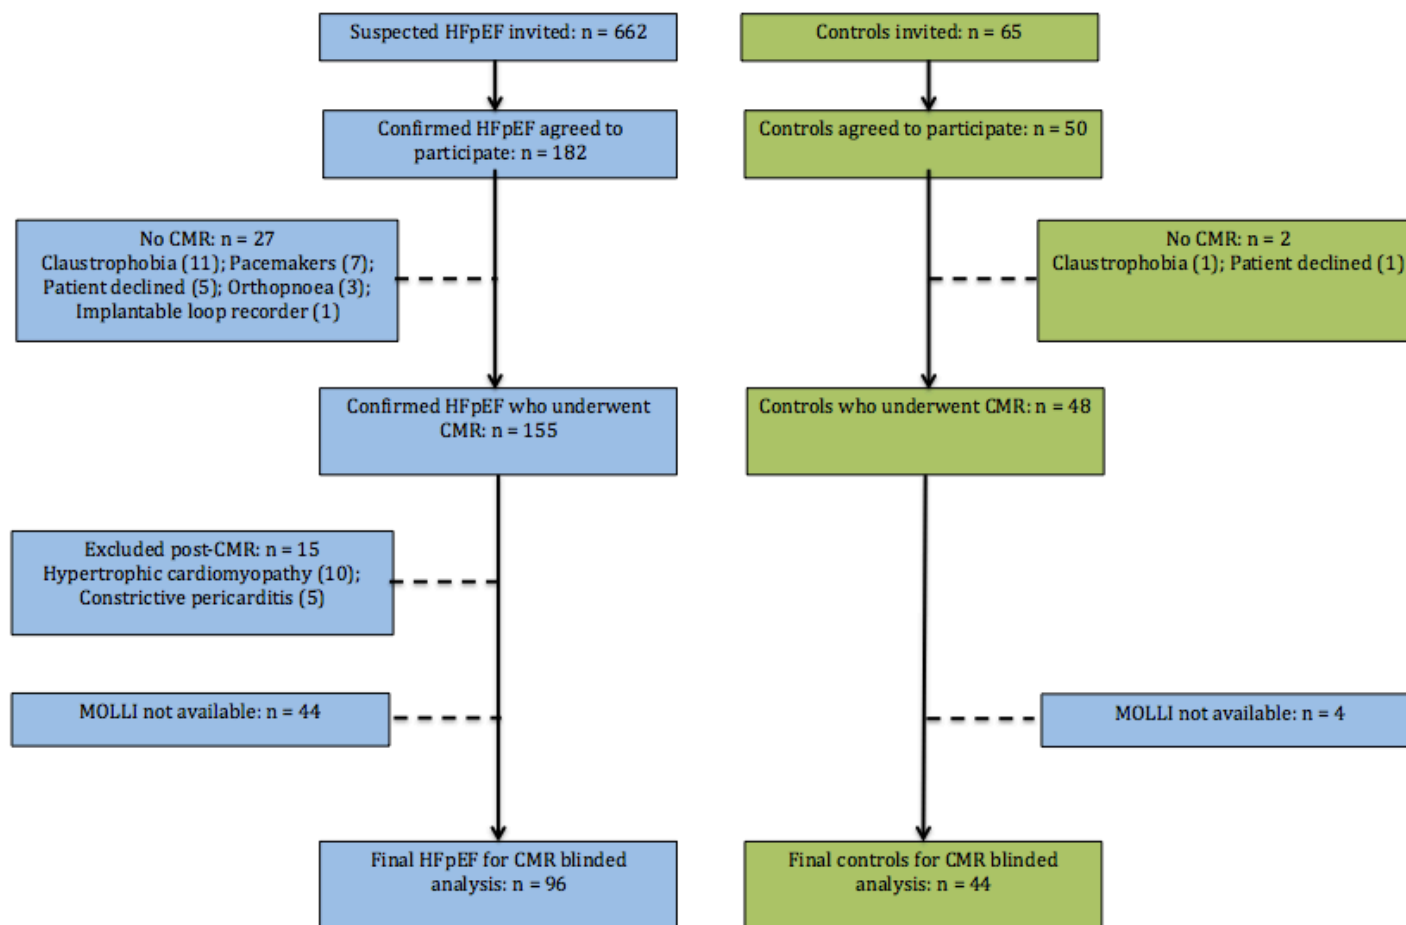 Suspected HFpEF invited: n = 662
Controls invited: n = 65
Confirmed HFpEF agreed to
participate: n = 182
Controls agreed to participate: n = 50
No CMR: n = 27
Claustrophobia (11); Pacemakers (7);
Patient declined (5); Orthopnoea (3);
Implantable loop recorder (1)
No CMR: n = 2
Claustrophobia (1); Patient declined (1)
Confirmed HFpEF who underwent
CMR: n = 155
Controls who underwent CMR: n = 48
Excluded post-CMR: n = 15
Hypertrophic cardiomyopathy (10);
Constrictive pericarditis (5)
MOLLI not available: n = 44
MOLLI not available: n = 4
Final HFpEF for CMR blinded
analysis: n = 96
Final controls for CMR blinded
analysis: n = 44